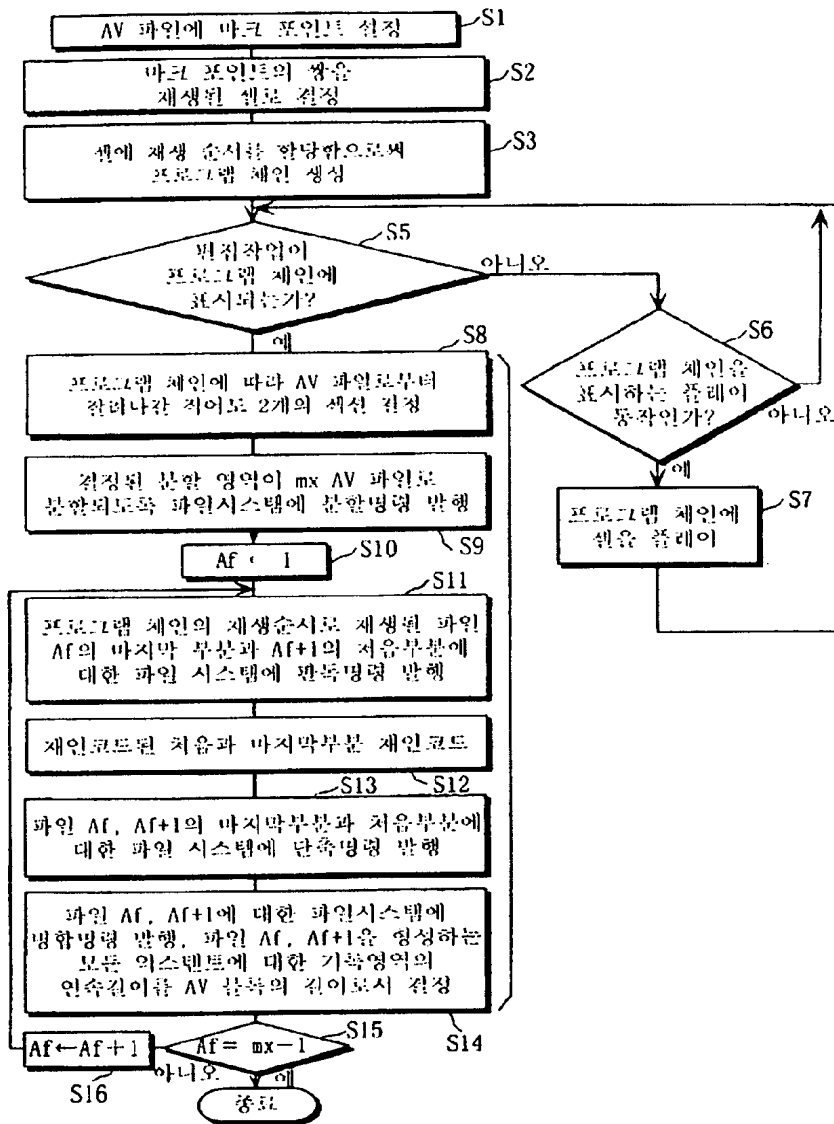 AV 파일에 마크 포인트 설정
S1
마크 포인트의 쌍을
재생된 셀로 결정
S2
셀에 재생 순서를 할당함으로써
프로그램 체인 생성
S3
편집작업이
프로그램 체인에
표시되는가?
S5
아니오
예
S6
프로그램 체인을
표시하는 플레이
동작인가?
아니오
예
S7
프로그램 체인에
셀을 플레이
S8
프로그램 체인에 따라 AV 파일로부터
잘려나간 적어도 2개의 섹션 결정
결정된 분할 영역이 mx AV 파일로
분할되도록 파일시스템에 분할명령 발행
S9
Af ← 1
S10
S11
프로그램 체인의 재생순서로 재생된 파일
Af의 마지막 부분과 Af+1의 처음부분에
대한 파일 시스템에 판독명령 발행
재인코드된 처음과 마지막부분 재인코드
S12
S13
파일 Af, Af+1의 마지막부분과 처음부분에
대한 파일 시스템에 단축명령 발행
파일 Af, Af+1에 대한 파일시스템에
병합명령 발행, 파일 Af, Af+1을 형성하는
모든 익스텐트에 대한 기록영역의
연속길이를 AV 블록의 길이로서 결정
S14
Af = mx-1
S15
Af←Af+1
S16
아니오
예
종료